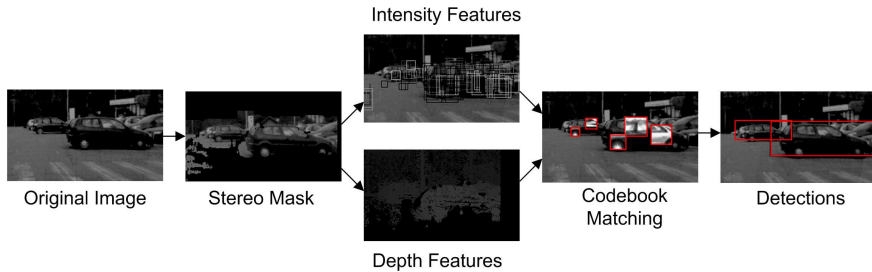 Intensity Features
Original Image
Stereo Mask
Depth Features
Codebook
Matching
Detections